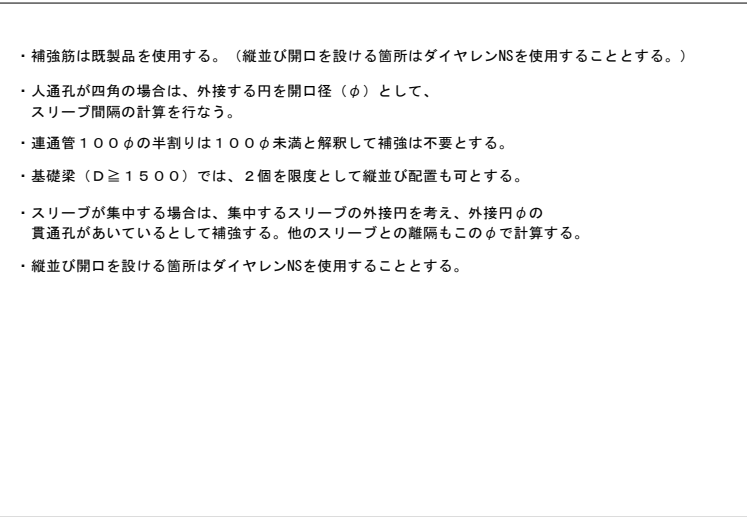 ・補強筋は既製品を使用する。（縦並び開口を設ける箇所はダイヤレンNSを使用することとする。）
・人通孔が四角の場合は、外接する円を開口径（φ）として、
スリーブ間隔の計算を行なう。
・連通管１００φの半割りは１００φ未満と解釈して補強は不要とする。
・基礎梁（Ｄ≧１５００）では、２個を限度として縦並び配置も可とする。
・スリーブが集中する場合は、集中するスリーブの外接円を考え、外接円φの
貫通孔があいているとして補強する。他のスリーブとの離隔もこのφで計算する。
・縦並び開口を設ける箇所はダイヤレンNSを使用することとする。